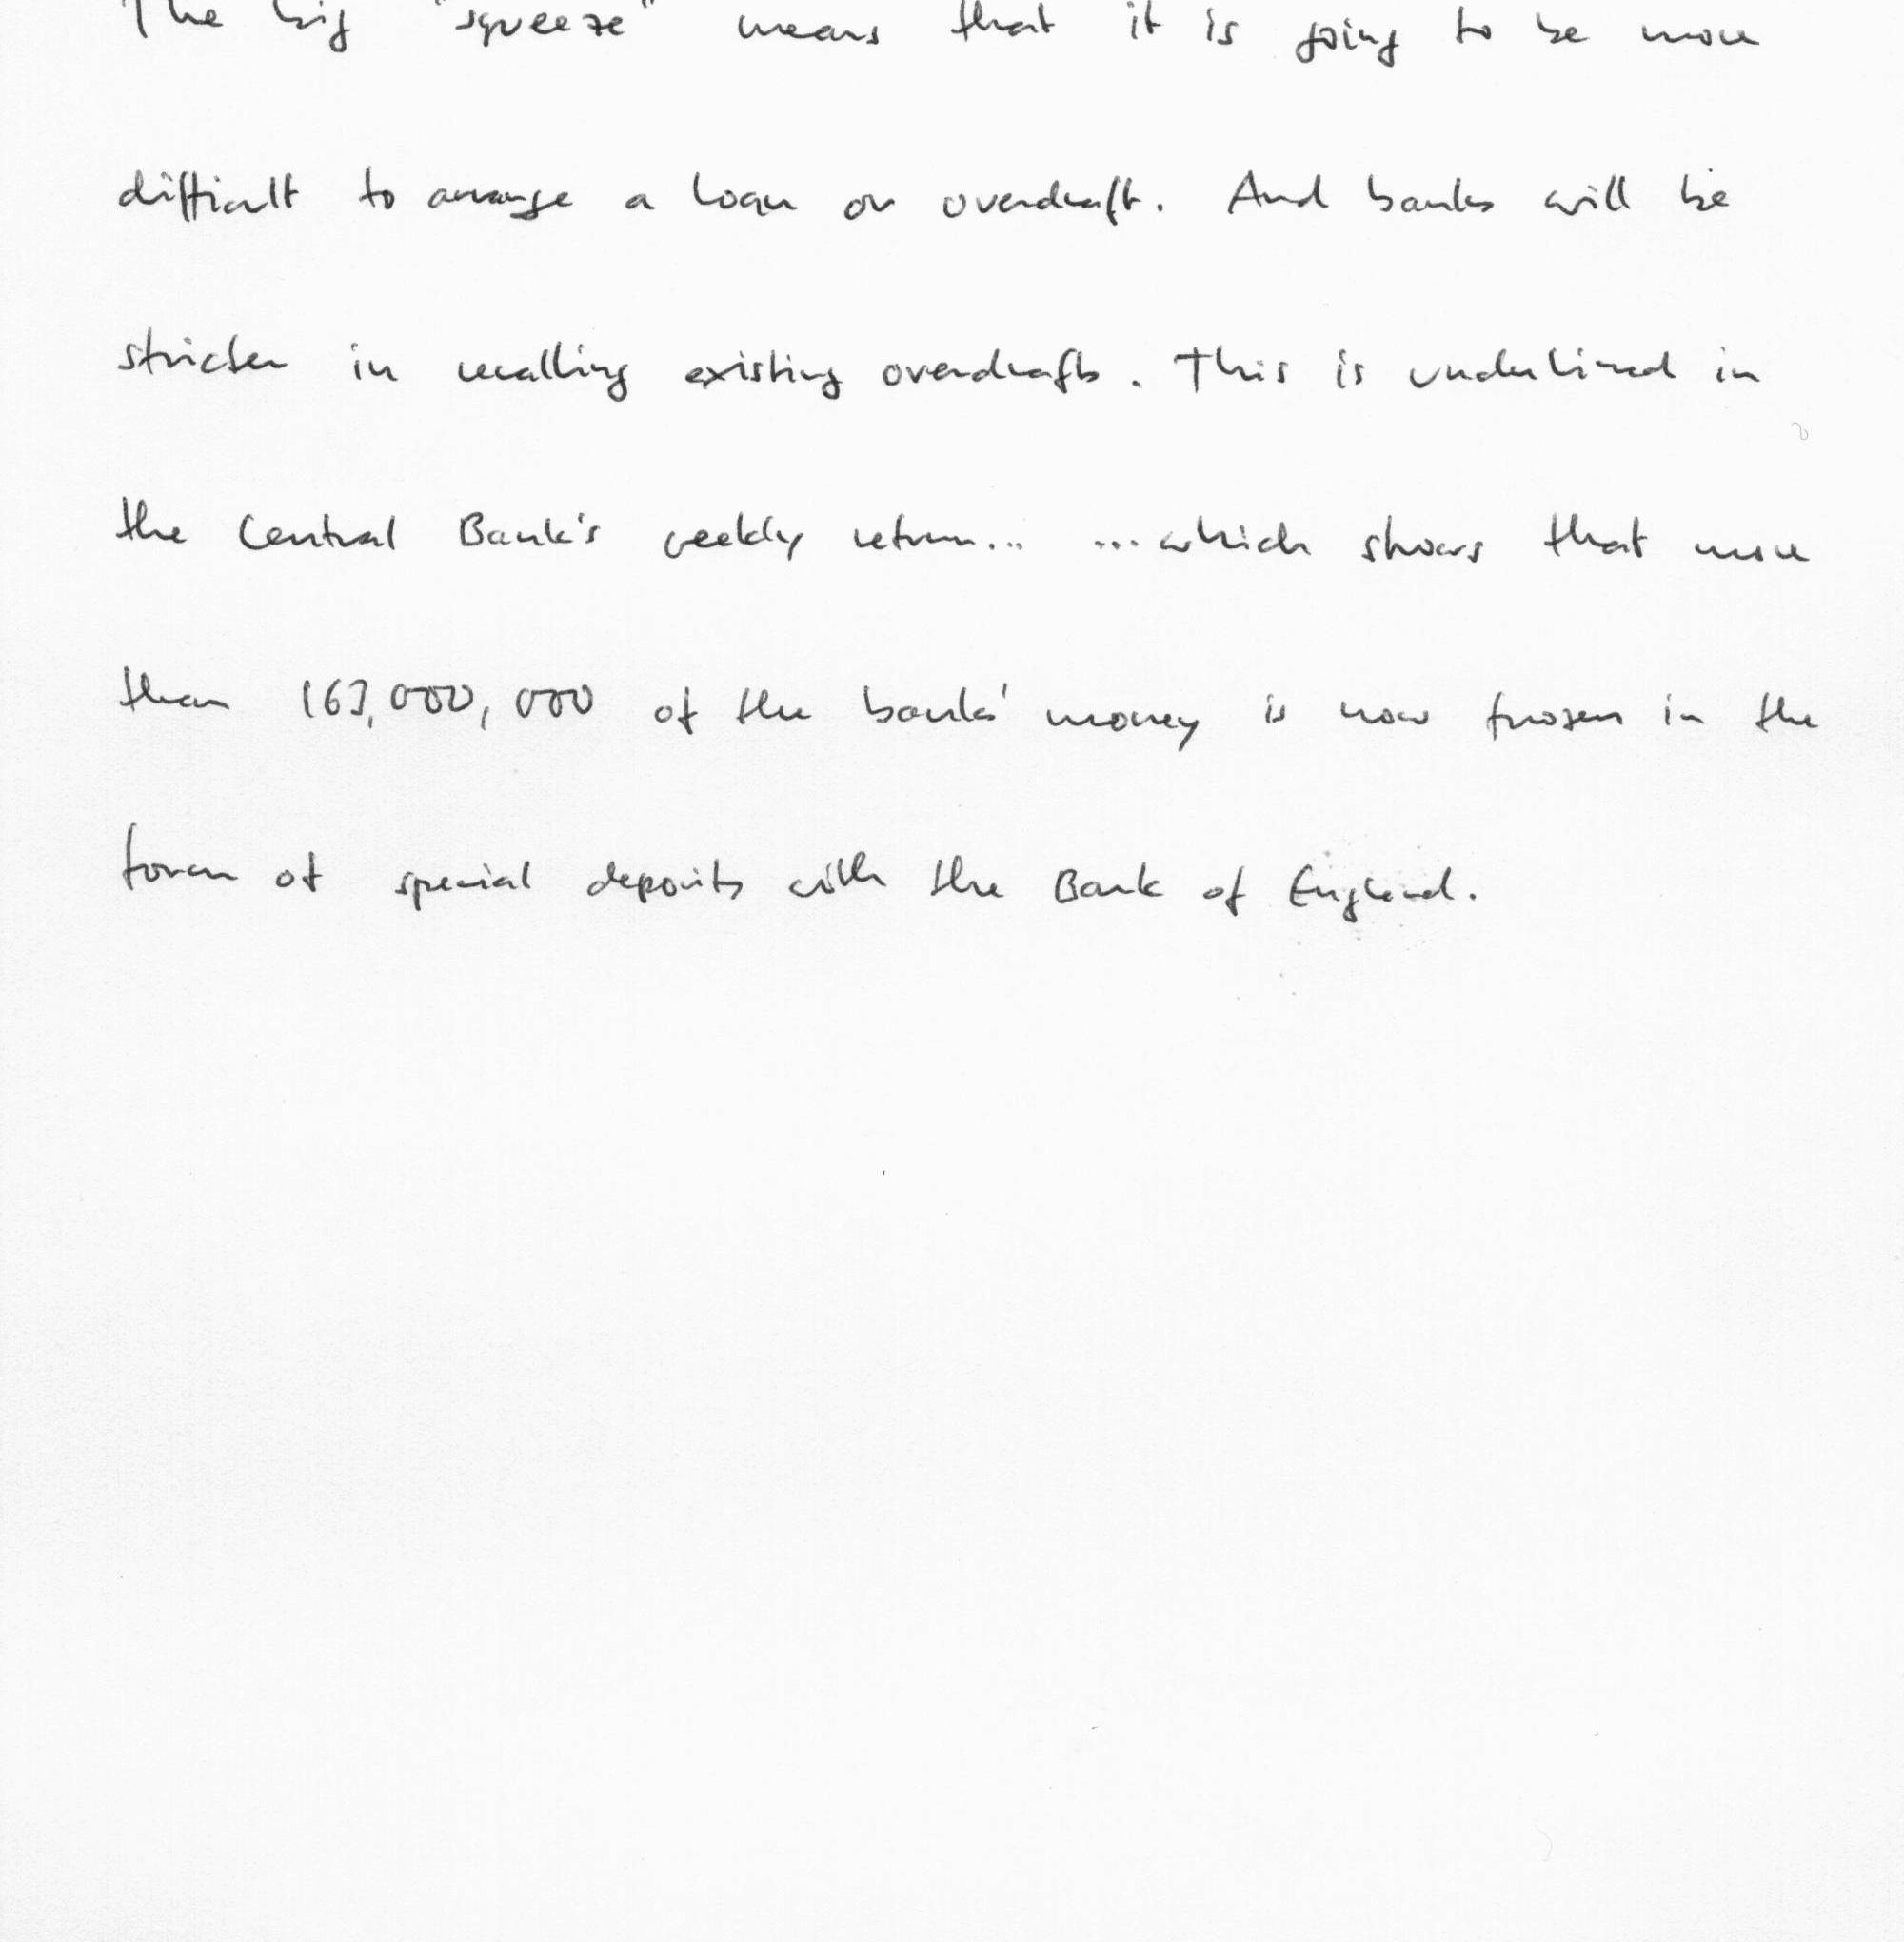 The big "squeeze" means that it is going to be more
difficult to arrange a loan or overdraft. And banks will be
stricter in recalling existing overdrafts. This is underlined in
the Central Bank's weekly return... ...which shows that more
than 163,000,000 of the banks' money is now frozen in the
form of special deposits with the Bank of England.